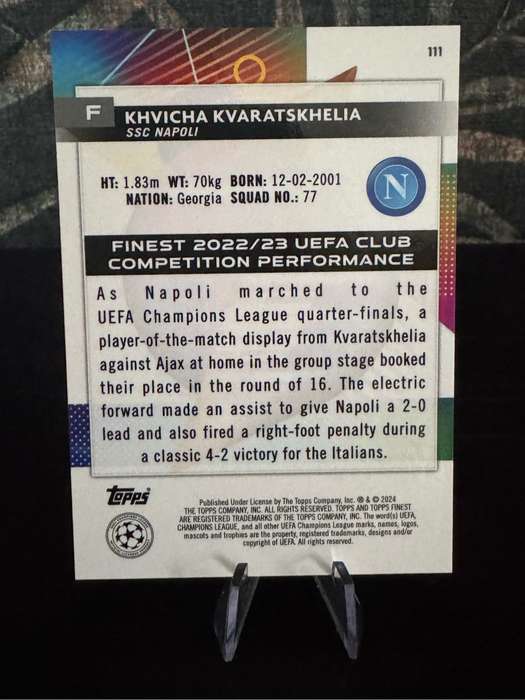 111
F KHVICHA KVARATSKHELIA
SSC NAPOLI
HT: 1.83m WT: 70kg BORN: 12-02-2001
NATION: Georgia SQUAD NO.: 77
N
FINEST 2022/23 UEFA CLUB
COMPETITION PERFORMANCE
As Napoli marched to the
UEFA Champions League quarter-finals, a
player-of-the-match display from Kvaratskhelia
against Ajax at home in the group stage booked
their place in the round of 16. The electric
forward made an assist to give Napoli a 2-0
lead and also fired a right-foot penalty during
a classic 4-2 victory for the Italians.
Topps
Published Under License by The Topps Company, Inc. ® & © 2024
THE TOPPS COMPANY, INC. ALL RIGHTS RESERVED. TOPPS AND TOPPS FINEST
ARE REGISTERED TRADEMARKS OF THE TOPPS COMPANY, INC. The word(s) UEFA,
CHAMPIONS LEAGUE, and all other UEFA Champions League marks, names, logos,
mascots and trophies are the property, registered trademarks, designs and/or
copyright of UEFA. All rights reserved.